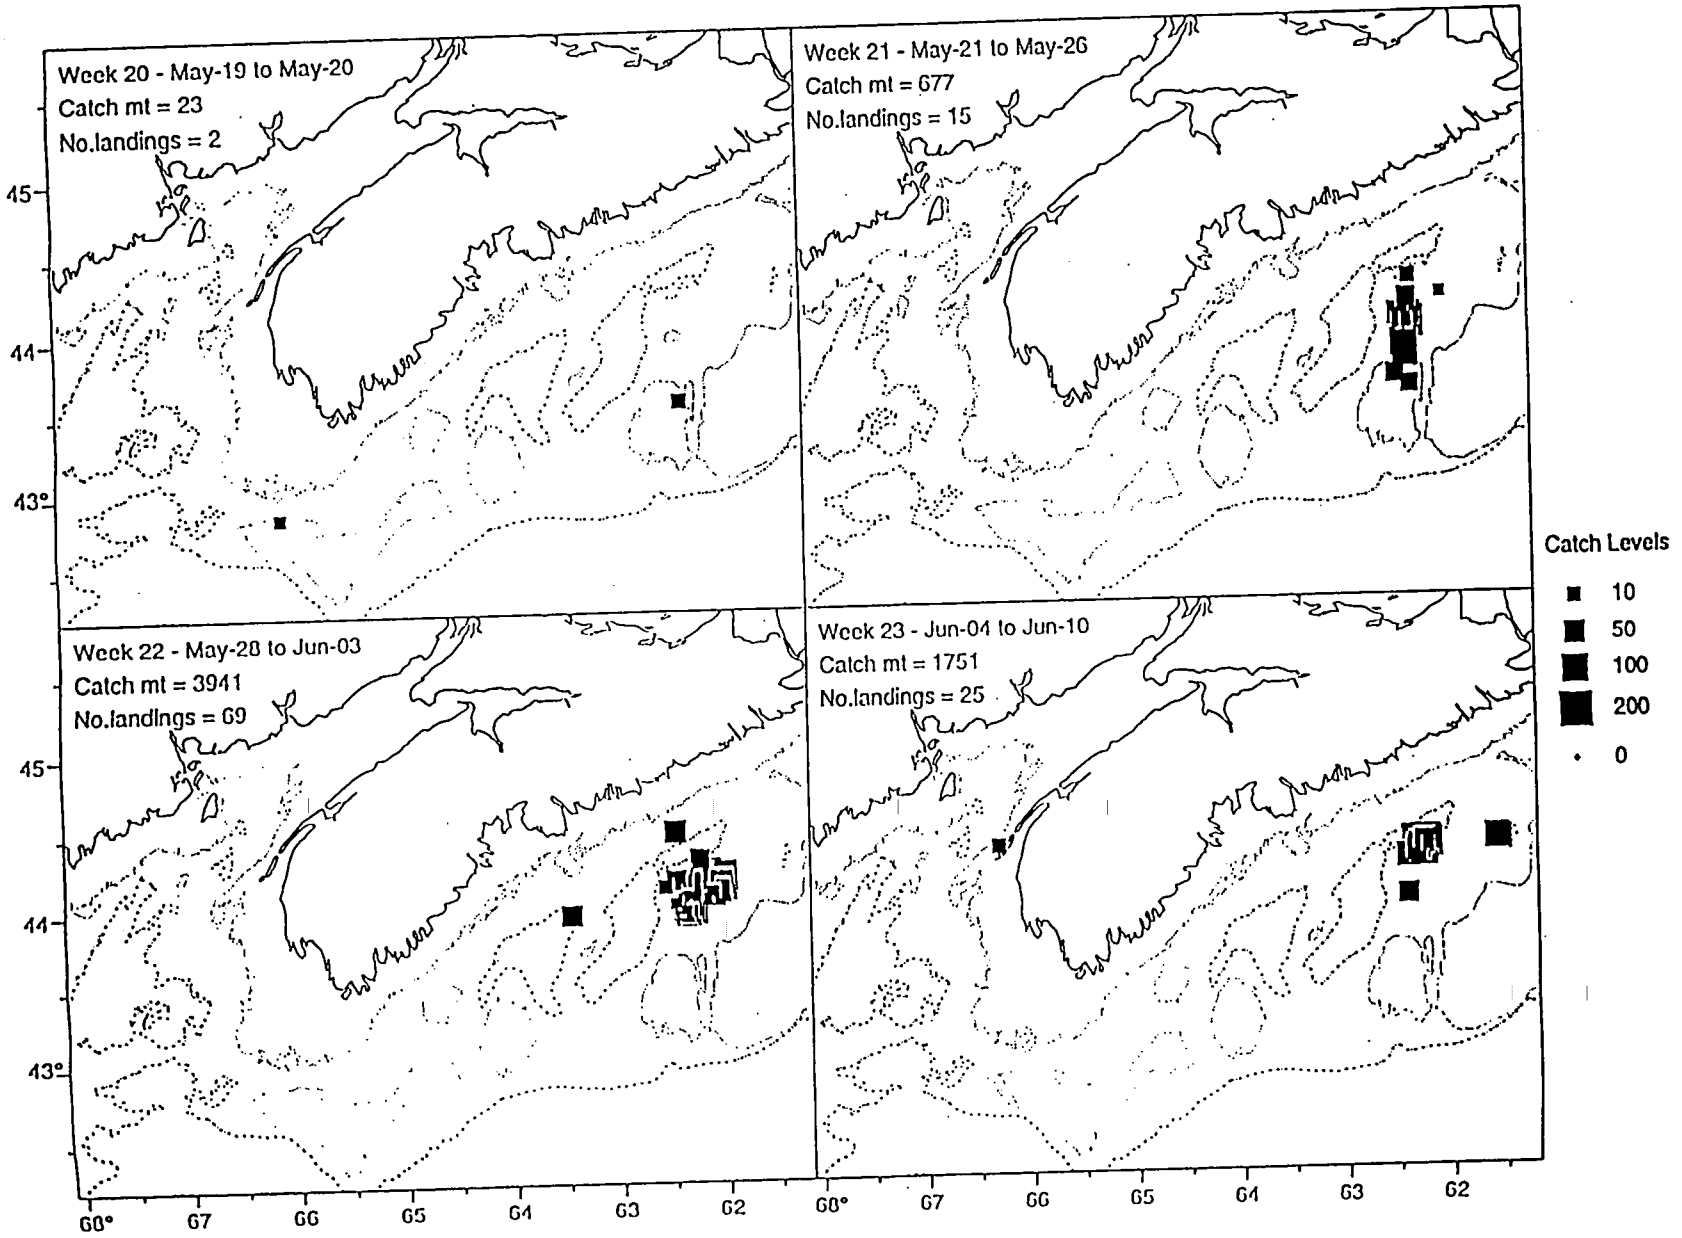 Week 20 - May-19 to May-20
Catch mt = 23
No.landings = 2
Week 21 - May-21 to May-26
Catch mt = 677
No.landings = 15
45
44
43°
Week 22 - May-28 to Jun-03
Catch mt = 3941
No.landings = 69
Week 23 - Jun-04 to Jun-10
Catch mt = 1751
No.landings = 25
45
44
43°
Catch Levels
10
50
100
200
0
68° 67 66 65 64 63 62 68° 67 66 65 64 63 62